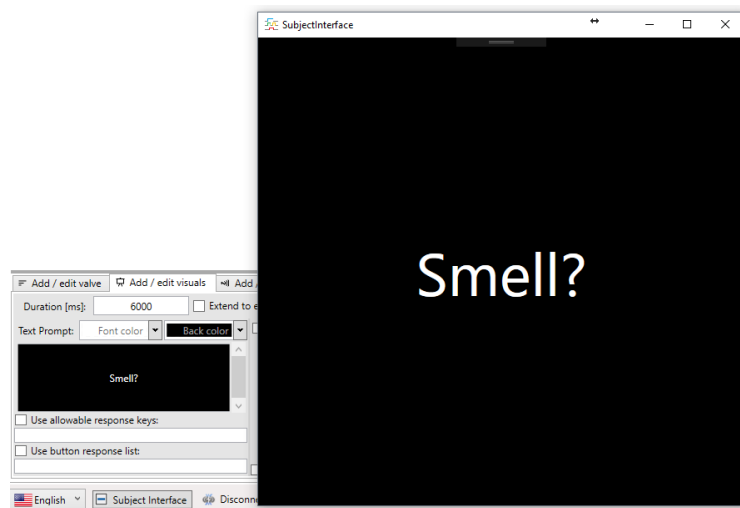 SubjectInterface
Smell?
Add / edit valve
Add / edit visuals
Add /
Duration [ms]:
6000
Extend to e
Text Prompt:
Font color
Back color
Smell?
Use allowable response keys:
Use button response list:
English
Subject Interface
Disconne